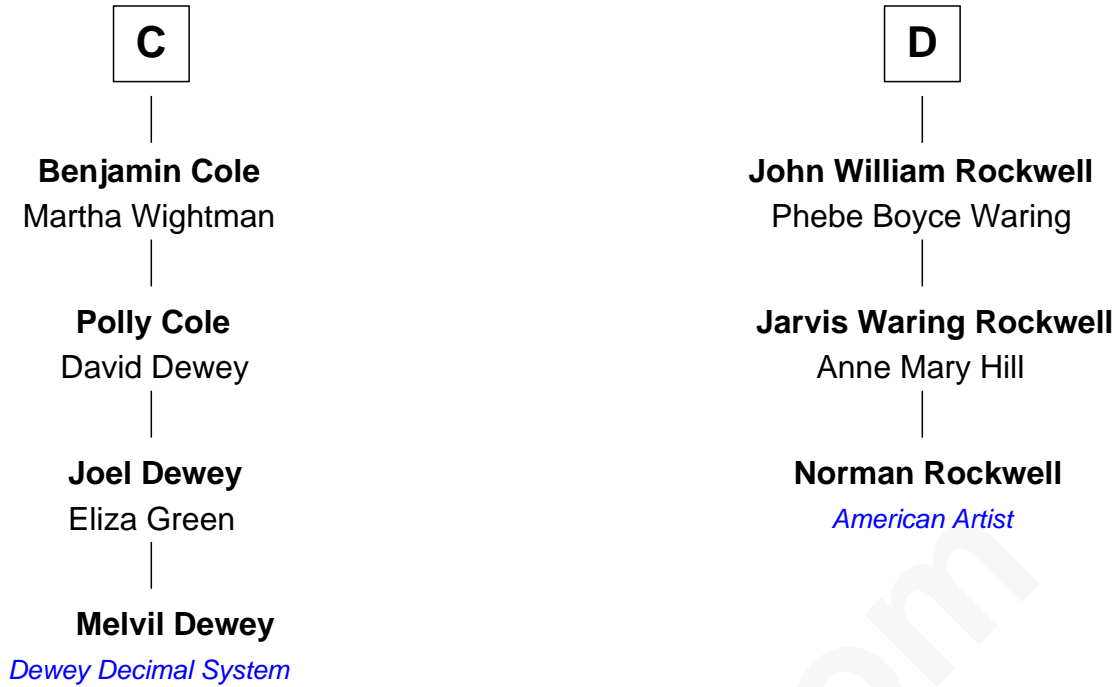 C
Benjamin Cole
Martha Wightman
Polly Cole
David Dewey
Joel Dewey
Eliza Green
Melvil Dewey
Dewey Decimal System
D
John William Rockwell
Phebe Boyce Waring
Jarvis Waring Rockwell
Anne Mary Hill
Norman Rockwell
American Artist
om